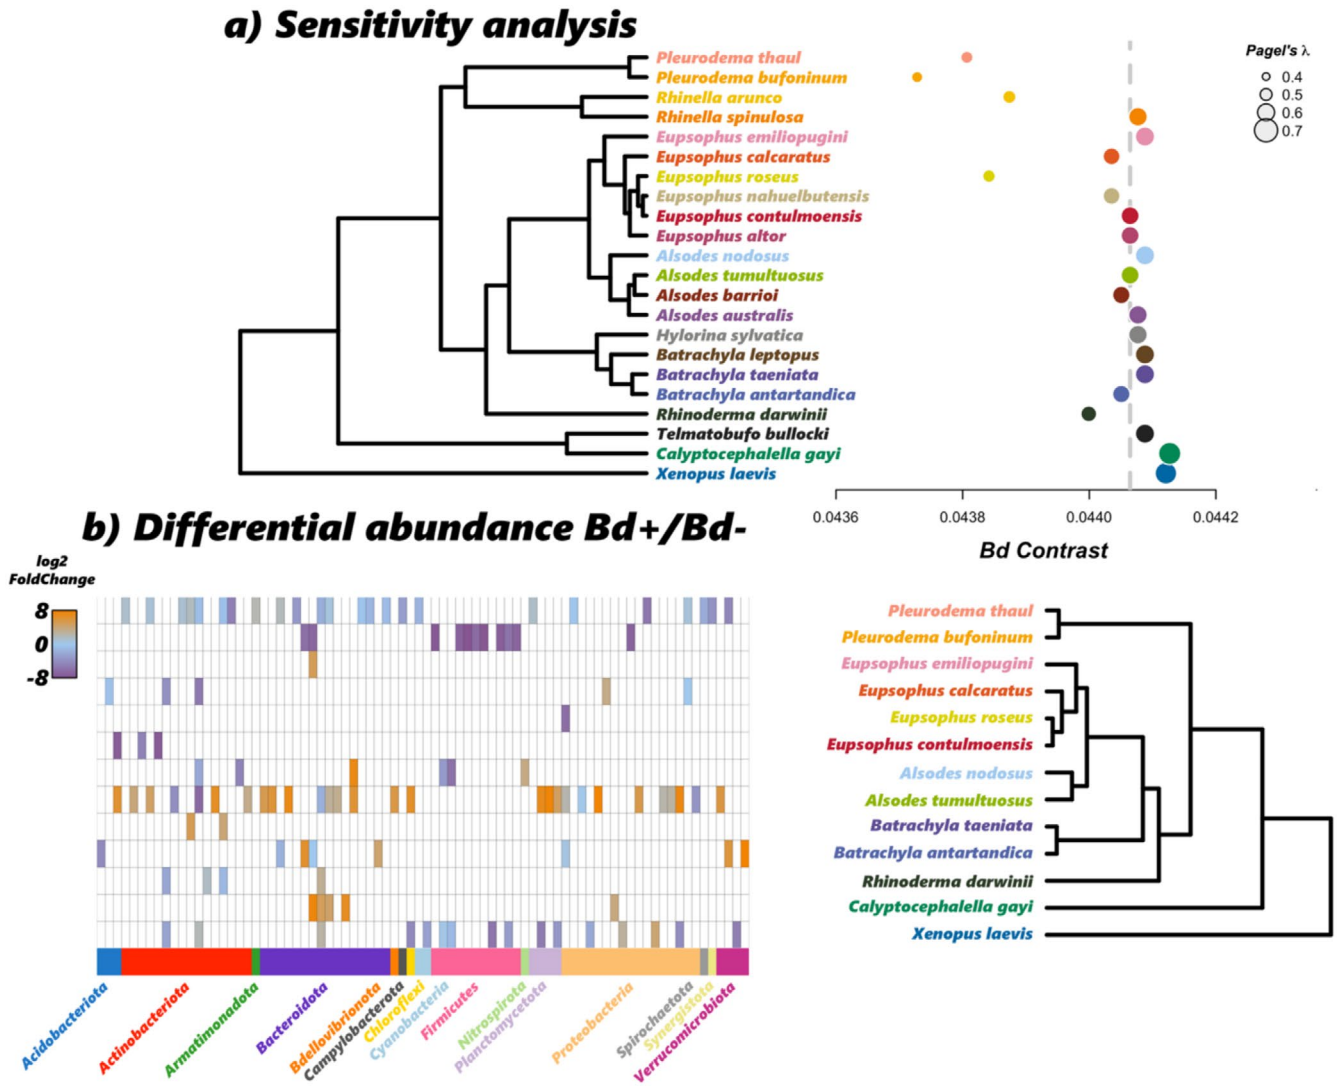 a) Sensitivity analysis
Pleurodema thaul
Pleurodema bufoninum
Rhinella arunco
Rhinella spinulosa
Eupsophus emiliopugini
Eupsophus calcaratus
Eupsophus roseus
Eupsophus nahuelbutensis
Eupsophus contulmoensis
Eupsophus altor
Alsodes nodosus
Alsodes tumultuosus
Alsodes barrioi
Alsodes australis
Hylorina sylvatica
Batrachyla leptopus
Batrachyla taeniata
Batrachyla antartandica
Rhinoderma darwinii
Telmatobufo bullocki
Calyptocephalella gayi
Xenopus laevis
Pagel's λ
0.4
0.5
0.6
0.7
0.0436 0.0438 0.0440 0.0442
Bd Contrast
b) Differential abundance Bd+/Bd-
log2
FoldChange
8
0
-8
Pleurodema thaul
Pleurodema bufoninum
Eupsophus emiliopugini
Eupsophus calcaratus
Eupsophus roseus
Eupsophus contulmoensis
Alsodes nodosus
Alsodes tumultuosus
Batrachyla taeniata
Batrachyla antartandica
Rhinoderma darwinii
Calyptocephalella gayi
Xenopus laevis
Acidobacteriota
Actinobacteriota
Armatimonadota
Bacteroidota
Bdellovibrionota
Campylobacterota
Chloroflexi
Cyanobacteria
Firmicutes
Nitrospirota
Planctomycetota
Proteobacteria
Spirochaetota
Synergistota
Verrucomicrobiota